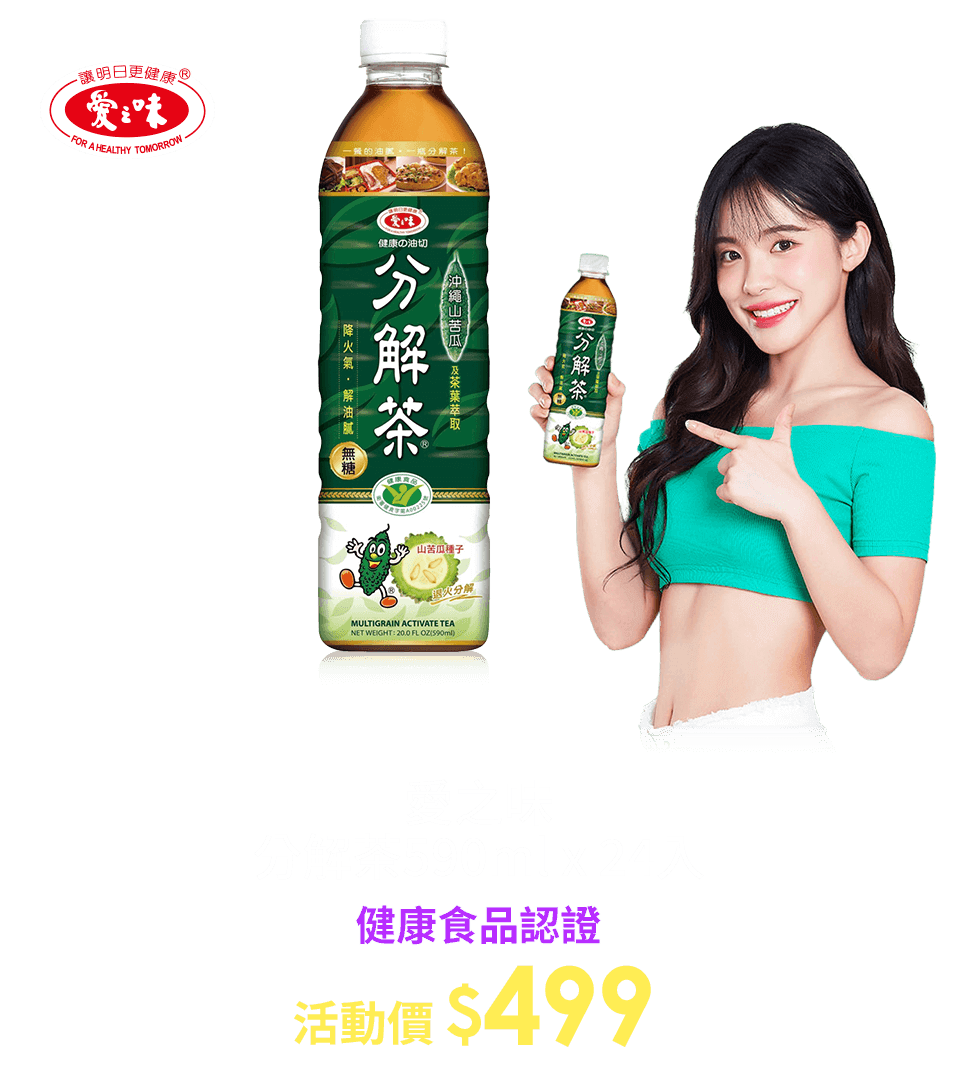 讓明日更健康®
愛之味
FOR A HEALTHY TOMORROW
一餐的油膩・一瓶分解茶！
愛之味
健康の油切
分解茶®
沖繩山苦瓜
及茶葉萃取
降火氣・解油膩
無糖
健康食品
山苦瓜種子
退火分解
MULTIGRAIN ACTIVATE TEA
NET WEIGHT: 20.0 FL OZ(590ml)
分解茶
健康食品認證
活動價 $499